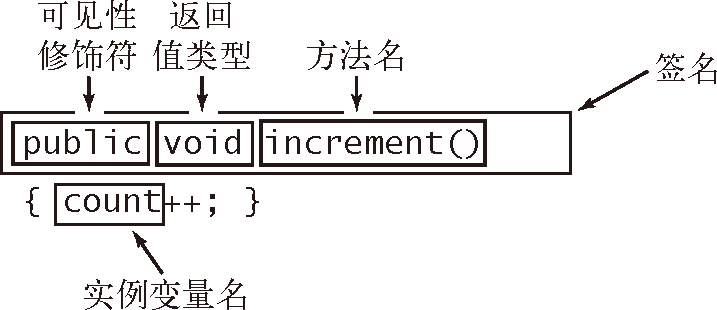 可见性
修饰符
返回
值类型
方法名
签名
public void increment()
{ count++; }
实例变量名